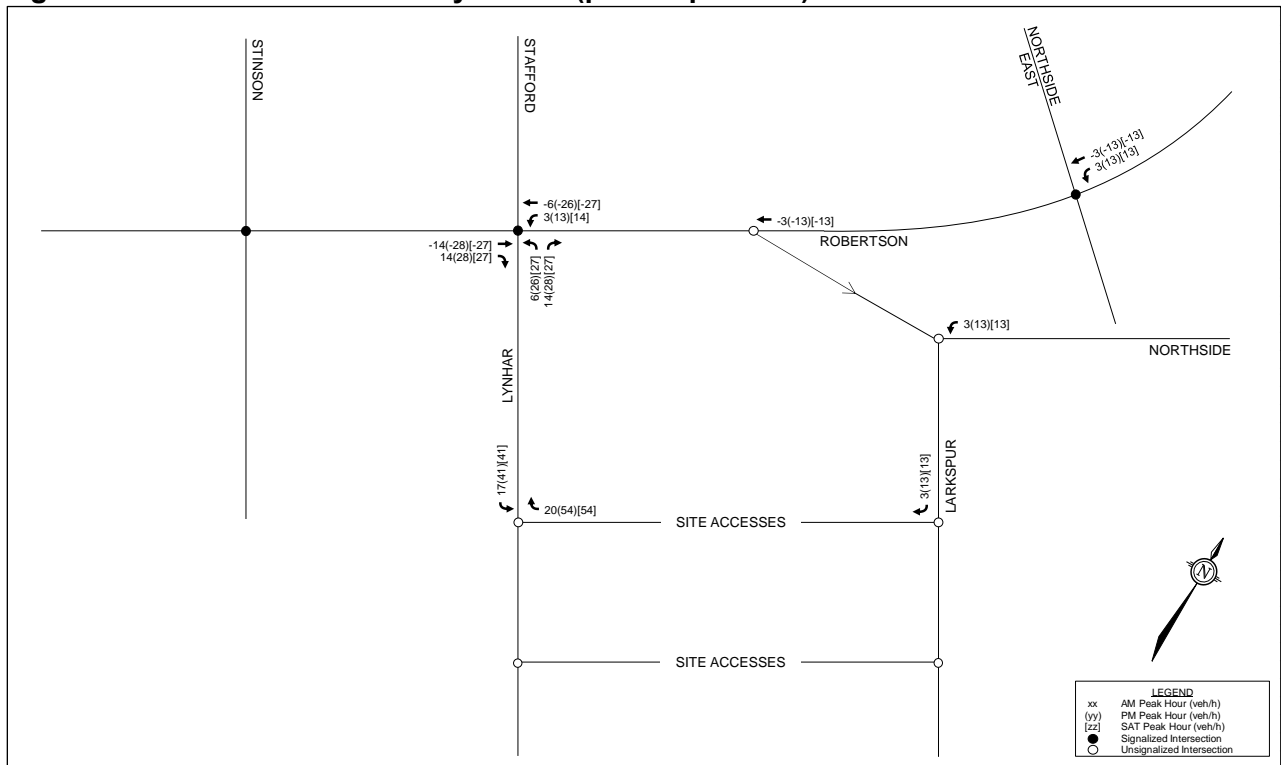 STINSON
STAFFORD
NORTHSIDE
EAST
-3(-13)[-13]
3(13)[13]
-6(-26)[-27]
3(13)[14]
-3(-13)[-13]
ROBERTSON
-14(-28)[-27]
14(28)[27]
6(26)[27]
14(28)[27]
3(13)[13]
NORTHSIDE
LYNHAR
LARKSPUR
17(41)[41]
20(54)[54]
3(13)[13]
SITE ACCESSES
SITE ACCESSES
N
LEGEND
xx AM Peak Hour (veh/h)
(yy) PM Peak Hour (veh/h)
[zz] SAT Peak Hour (veh/h)
Signalized Intersection
Unsignalized Intersection